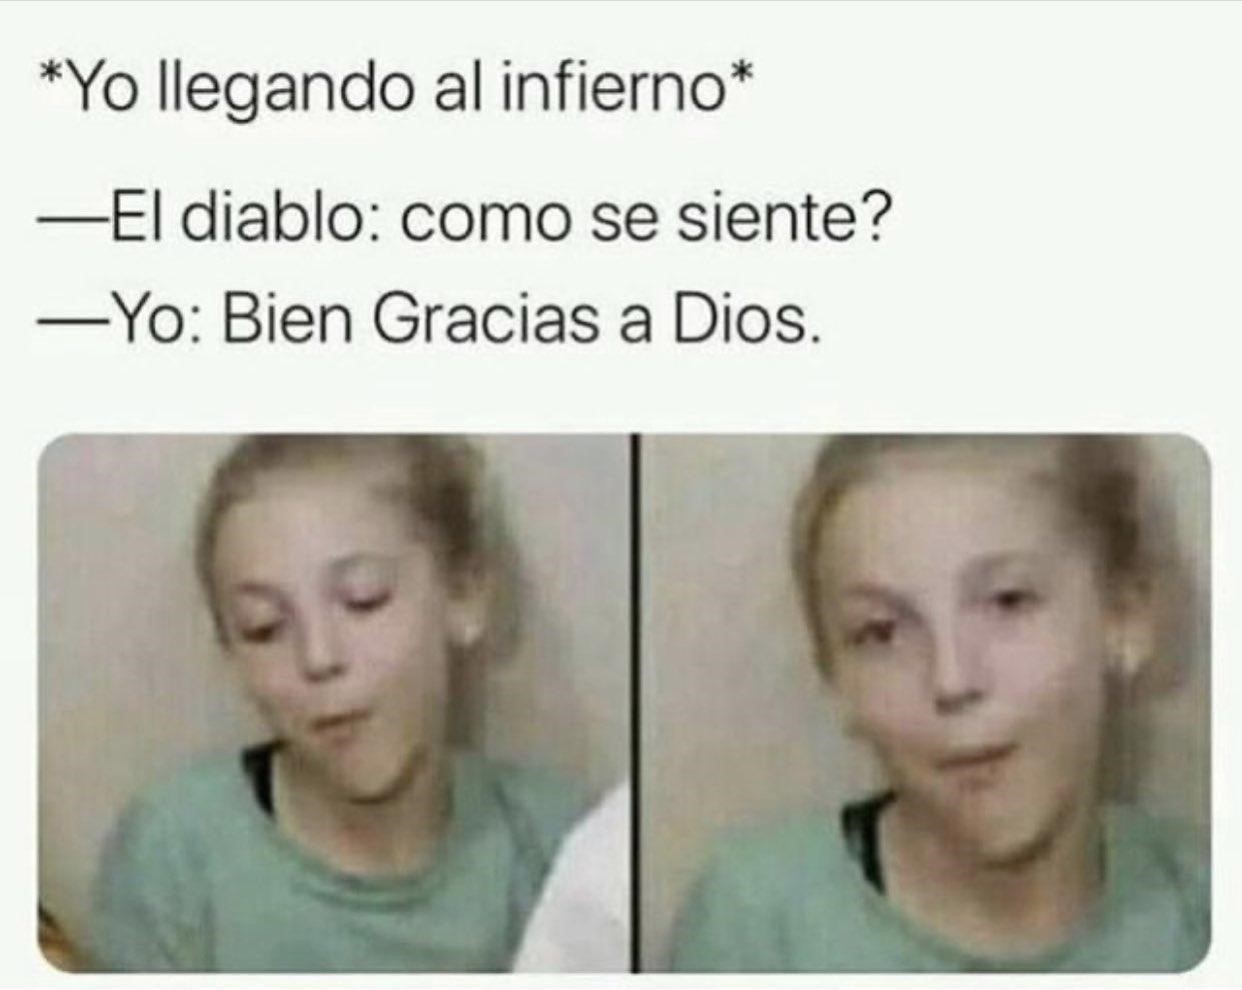 *Yo llegando al infierno*
—El diablo: como se siente?
—Yo: Bien Gracias a Dios.